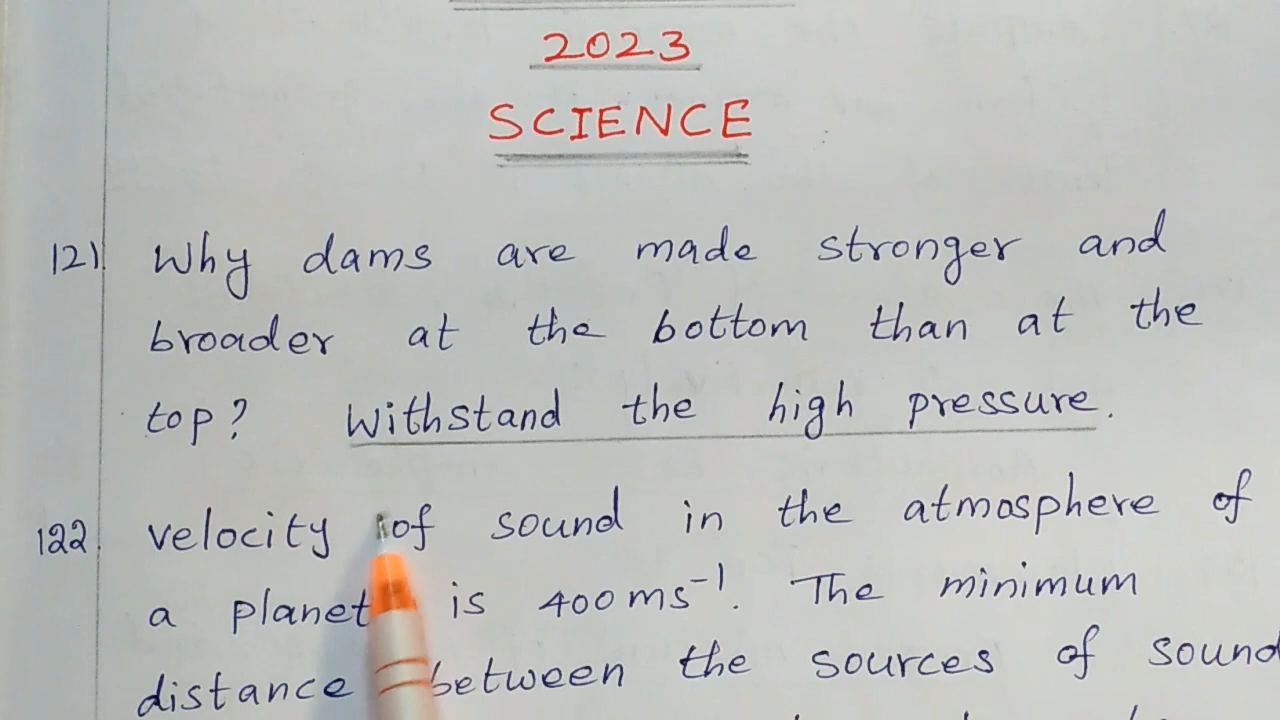 2023
SCIENCE
121) Why dams are made stronger and
broader at the bottom than at the
top? Withstand the high pressure.
122. velocity of sound in the atmosphere of
a planet is 400ms⁻¹. The minimum
distance between the sources of sound